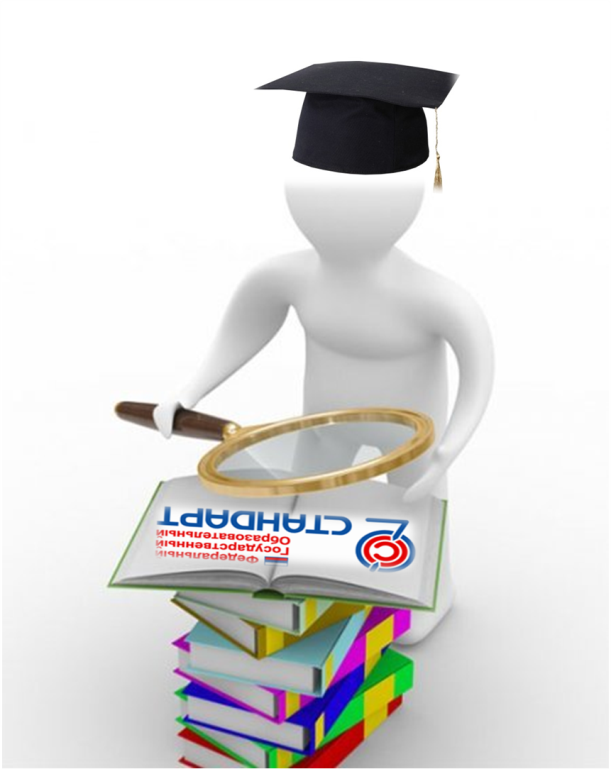 Федеральный
Государственный
Образовательный
СТАНДАРТ